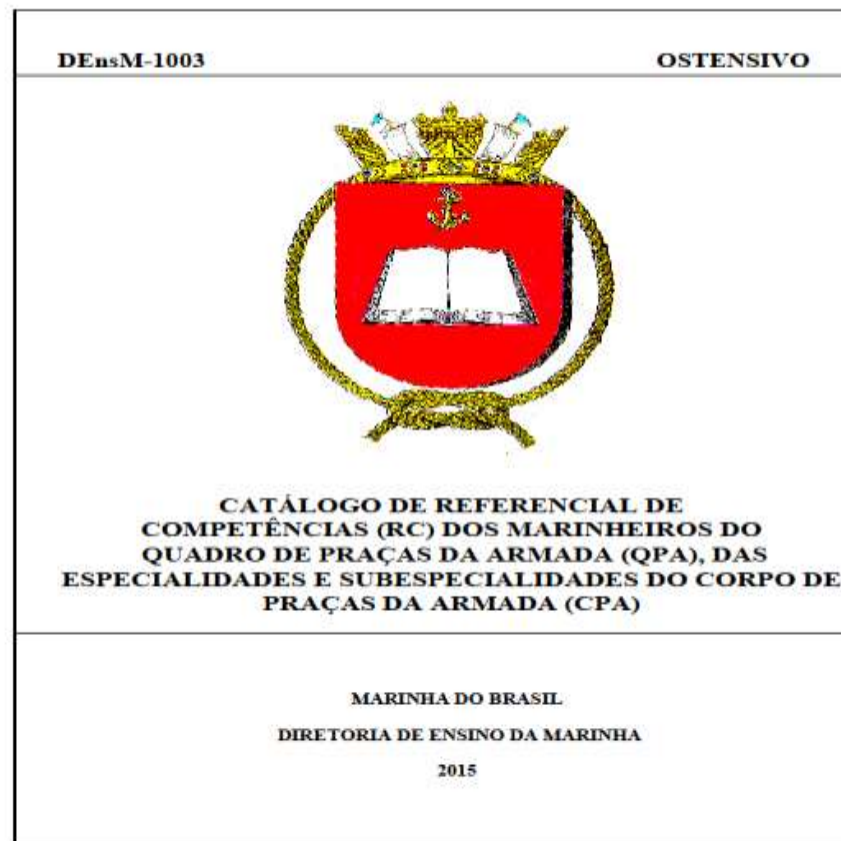 DEnsM-1003 OSTENSIVO
CATÁLOGO DE REFERENCIAL DE
COMPETÊNCIAS (RC) DOS MARINHEIROS DO
QUADRO DE PRAÇAS DA ARMADA (QPA), DAS
ESPECIALIDADES E SUBESPECIALIDADES DO CORPO DE
PRAÇAS DA ARMADA (CPA)
MARINHA DO BRASIL
DIRETORIA DE ENSINO DA MARINHA
2015